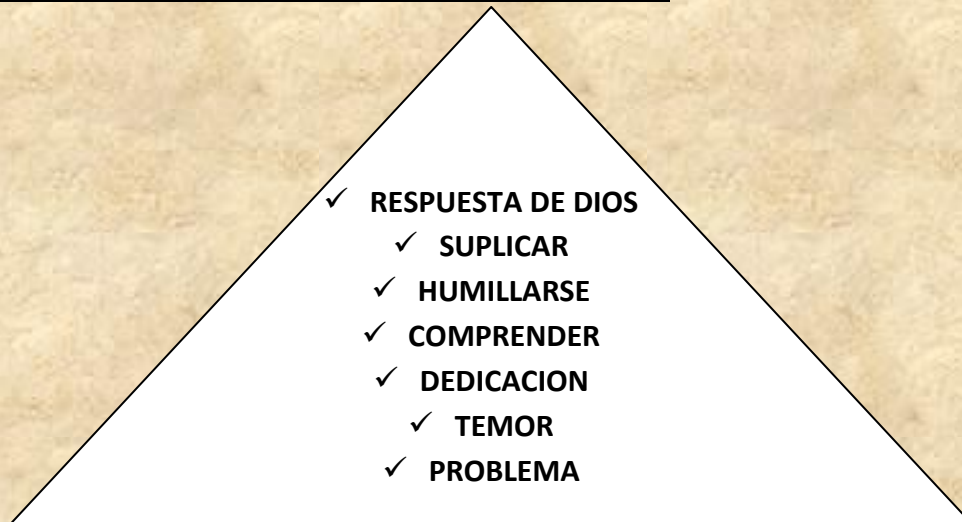 ✓ RESPUESTA DE DIOS
✓ SUPLICAR
✓ HUMILLARSE
✓ COMPRENDER
✓ DEDICACION
✓ TEMOR
✓ PROBLEMA